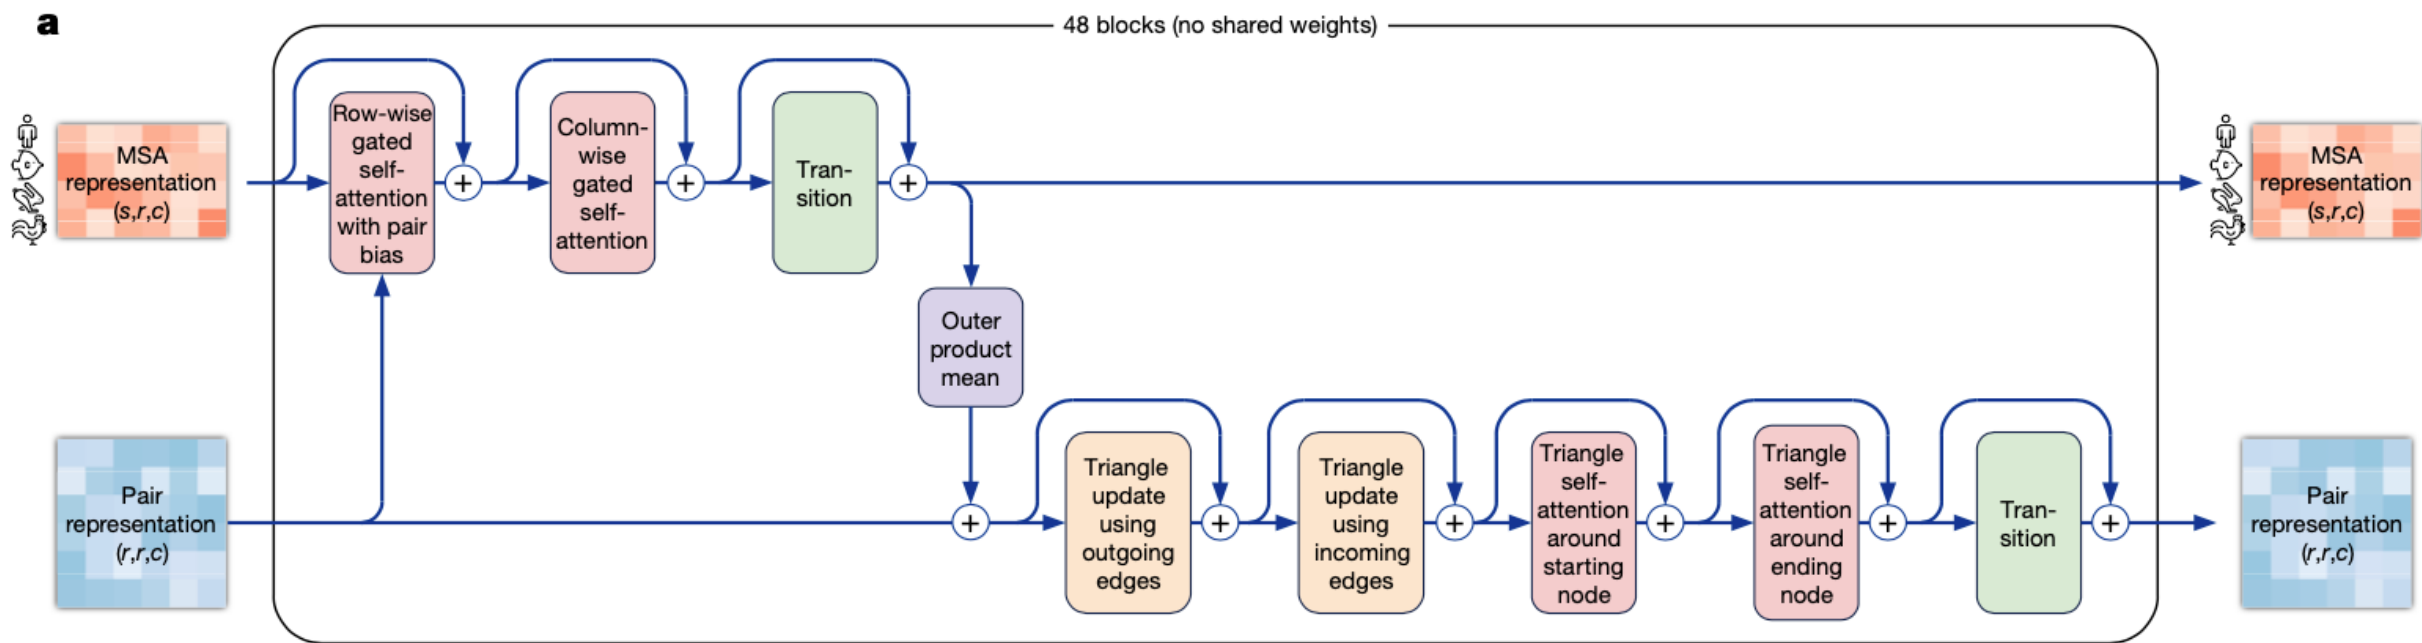 a
48 blocks (no shared weights)
MSA
representation
(s,r,c)
Row-wise
gated
self-
attention
with pair
bias
Column-
wise
gated
self-
attention
Tran-
sition
MSA
representation
(s,r,c)
Outer
product
mean
Pair
representation
(r,r,c)
Triangle
update
using
outgoing
edges
Triangle
update
using
incoming
edges
Triangle
self-
attention
around
starting
node
Triangle
self-
attention
around
ending
node
Tran-
sition
Pair
representation
(r,r,c)